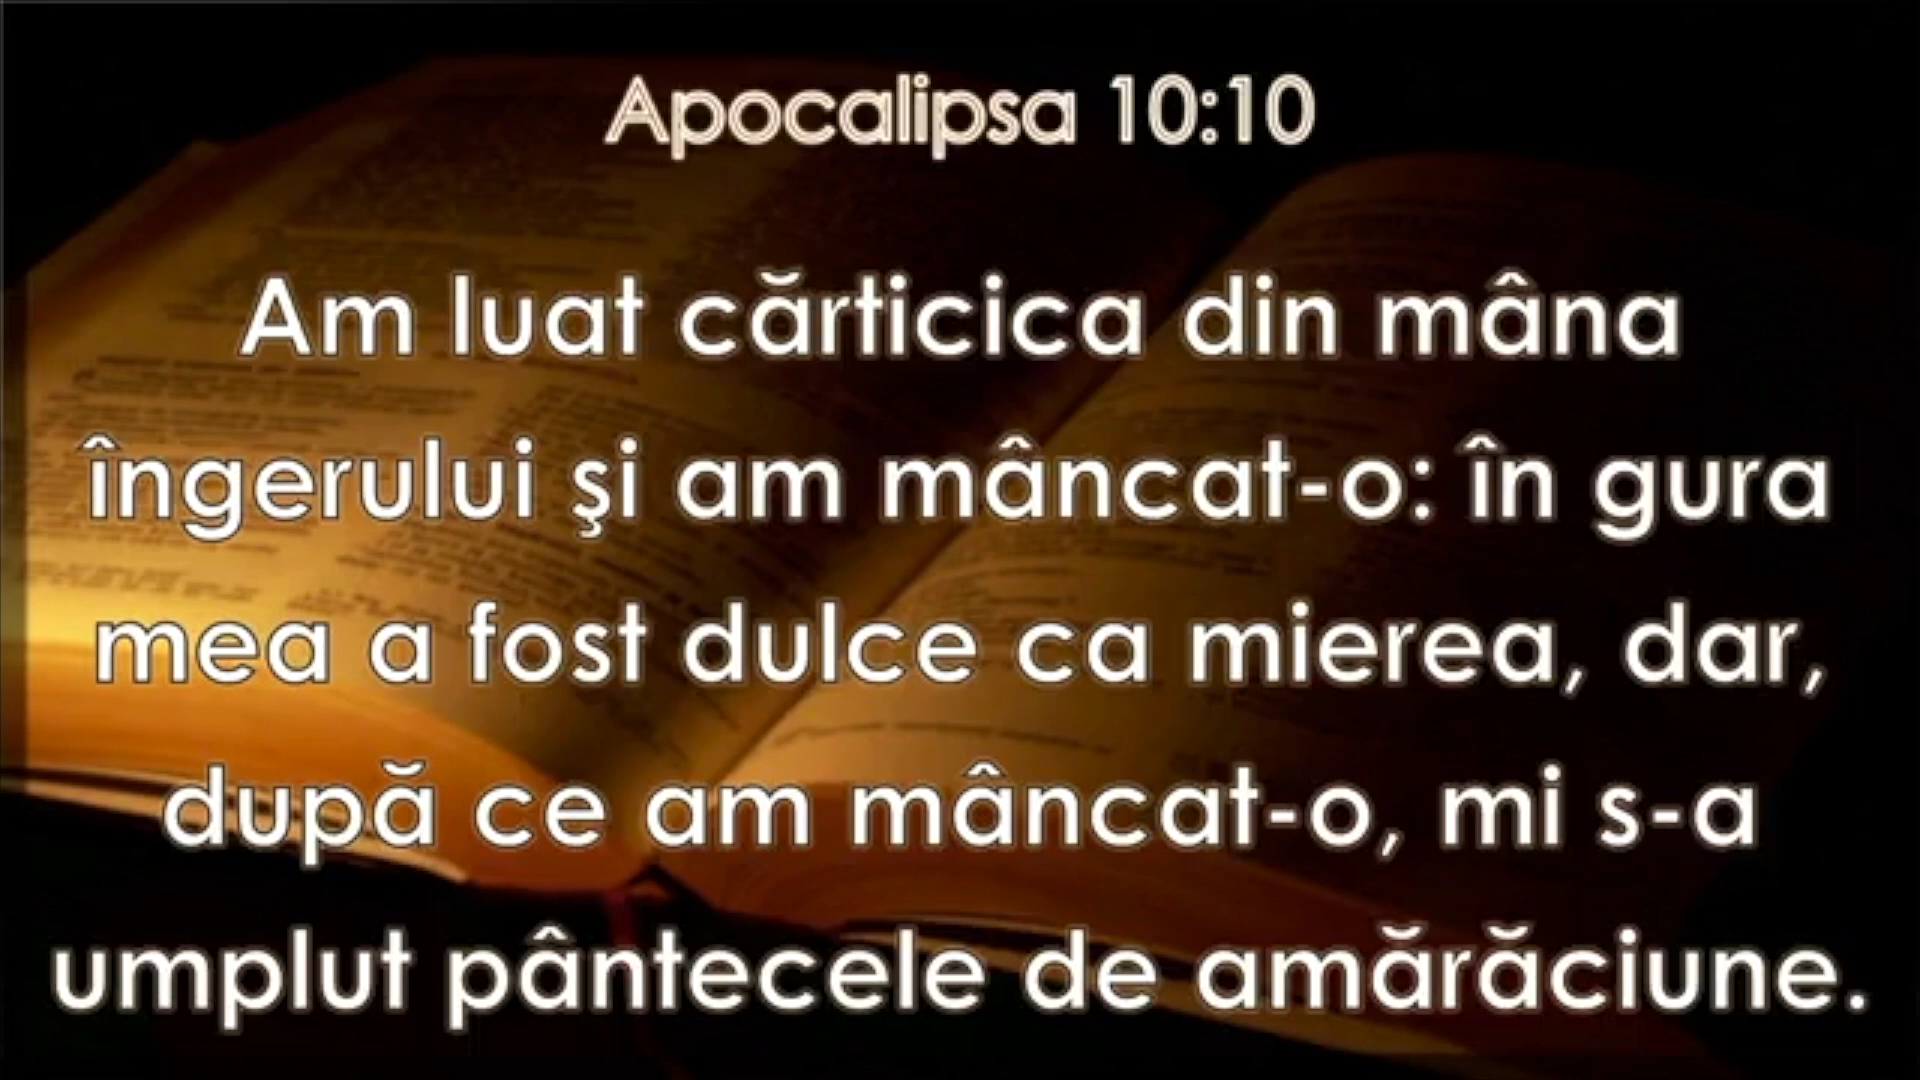 Apocalipsa 10:10
Am luat cărticica din mâna
îngerului şi am mâncat-o: în gura
mea a fost dulce ca mierea, dar,
după ce am mâncat-o, mi s-a
umplut pântecele de amărăciune.